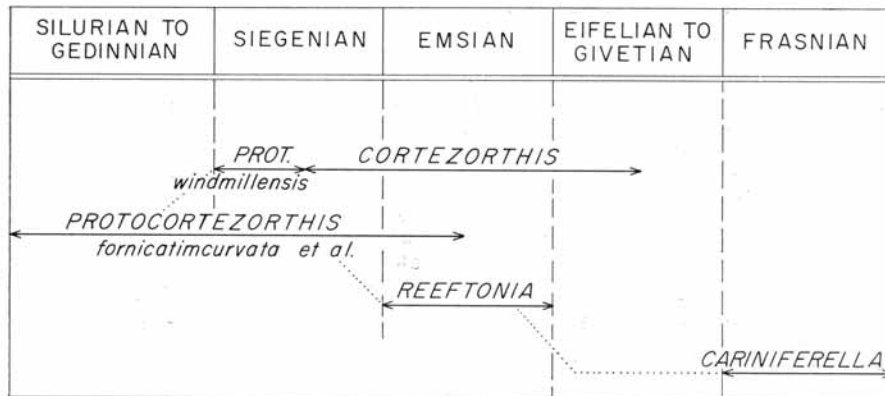 SILURIAN TO
GEDINNIAN
SIEGENIAN
EMSIAN
EIFELIAN TO
GIVETIAN
FRASNIAN
PROT.
CORTEZORTHIS
windmillensis
PROTOCORTEZORTHIS
fornicatimcurvata et al.
REEFTONIA
CARINIFERELLA